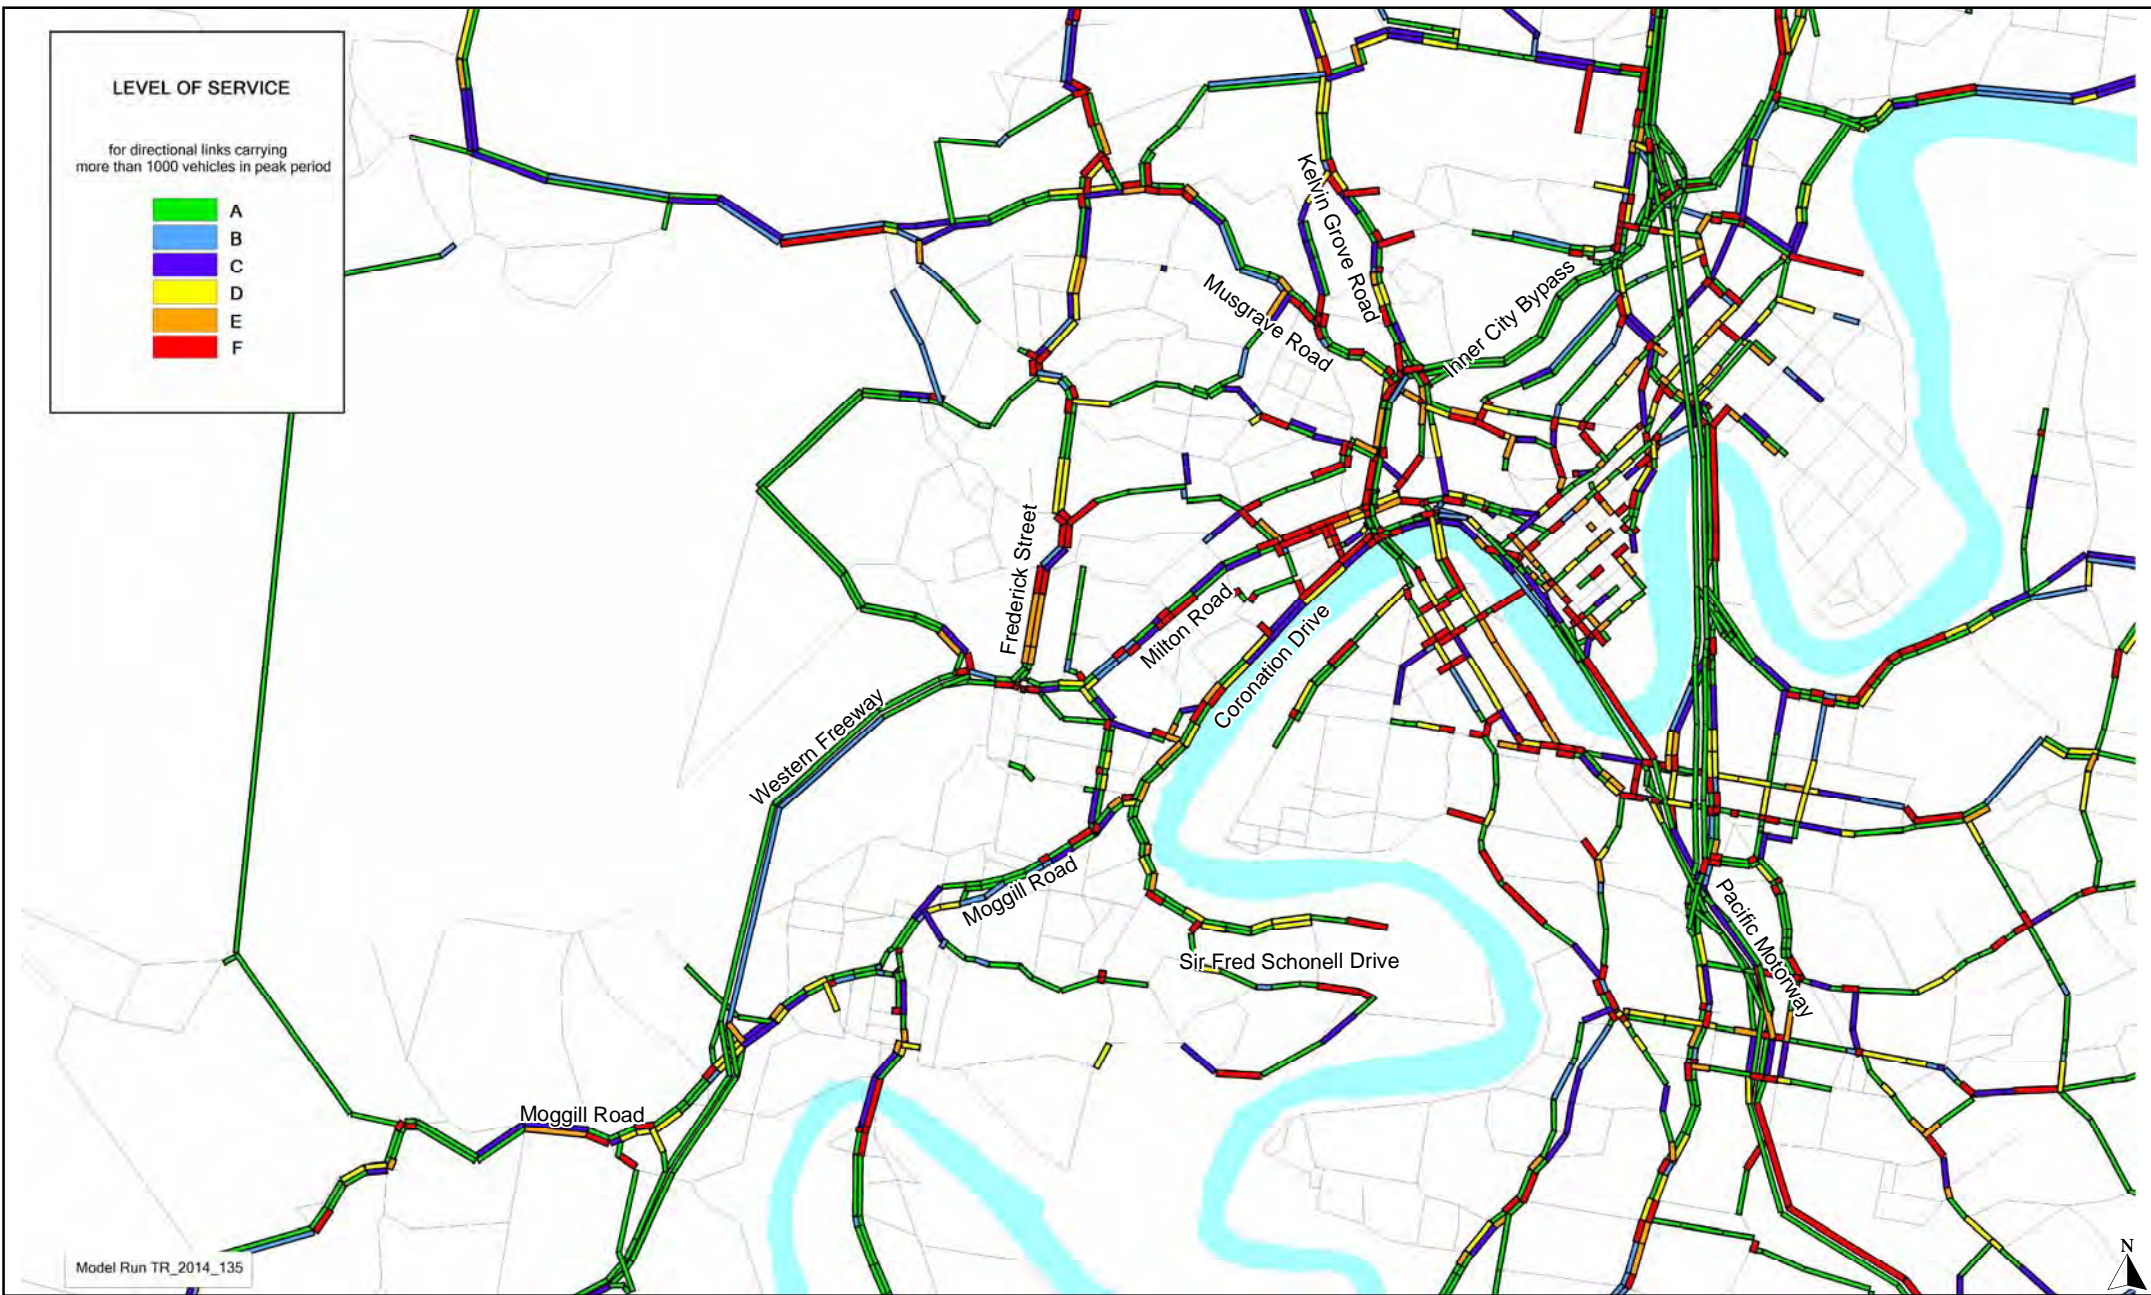 LEVEL OF SERVICE
for directional links carrying
more than 1000 vehicles in peak period
A
B
C
D
E
F
Kelvin Grove Road
Musgrave Road
Inner City Bypass
Frederick Street
Milton Road
Coronation Drive
Western Freeway
Moggill Road
Pacific Motorway
Sir Fred Schonell Drive
Moggill Road
Model Run TR_2014_135
N